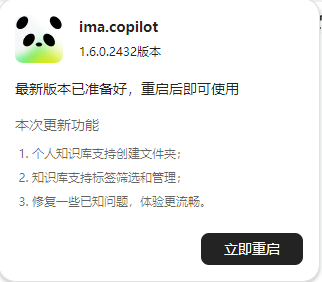 ima.copilot
1.6.0.2432版本
最新版本已准备好，重启后即可使用
本次更新功能
1. 个人知识库支持创建文件夹；
2. 知识库支持标签筛选和管理；
3. 修复一些已知问题，体验更流畅。
立即重启